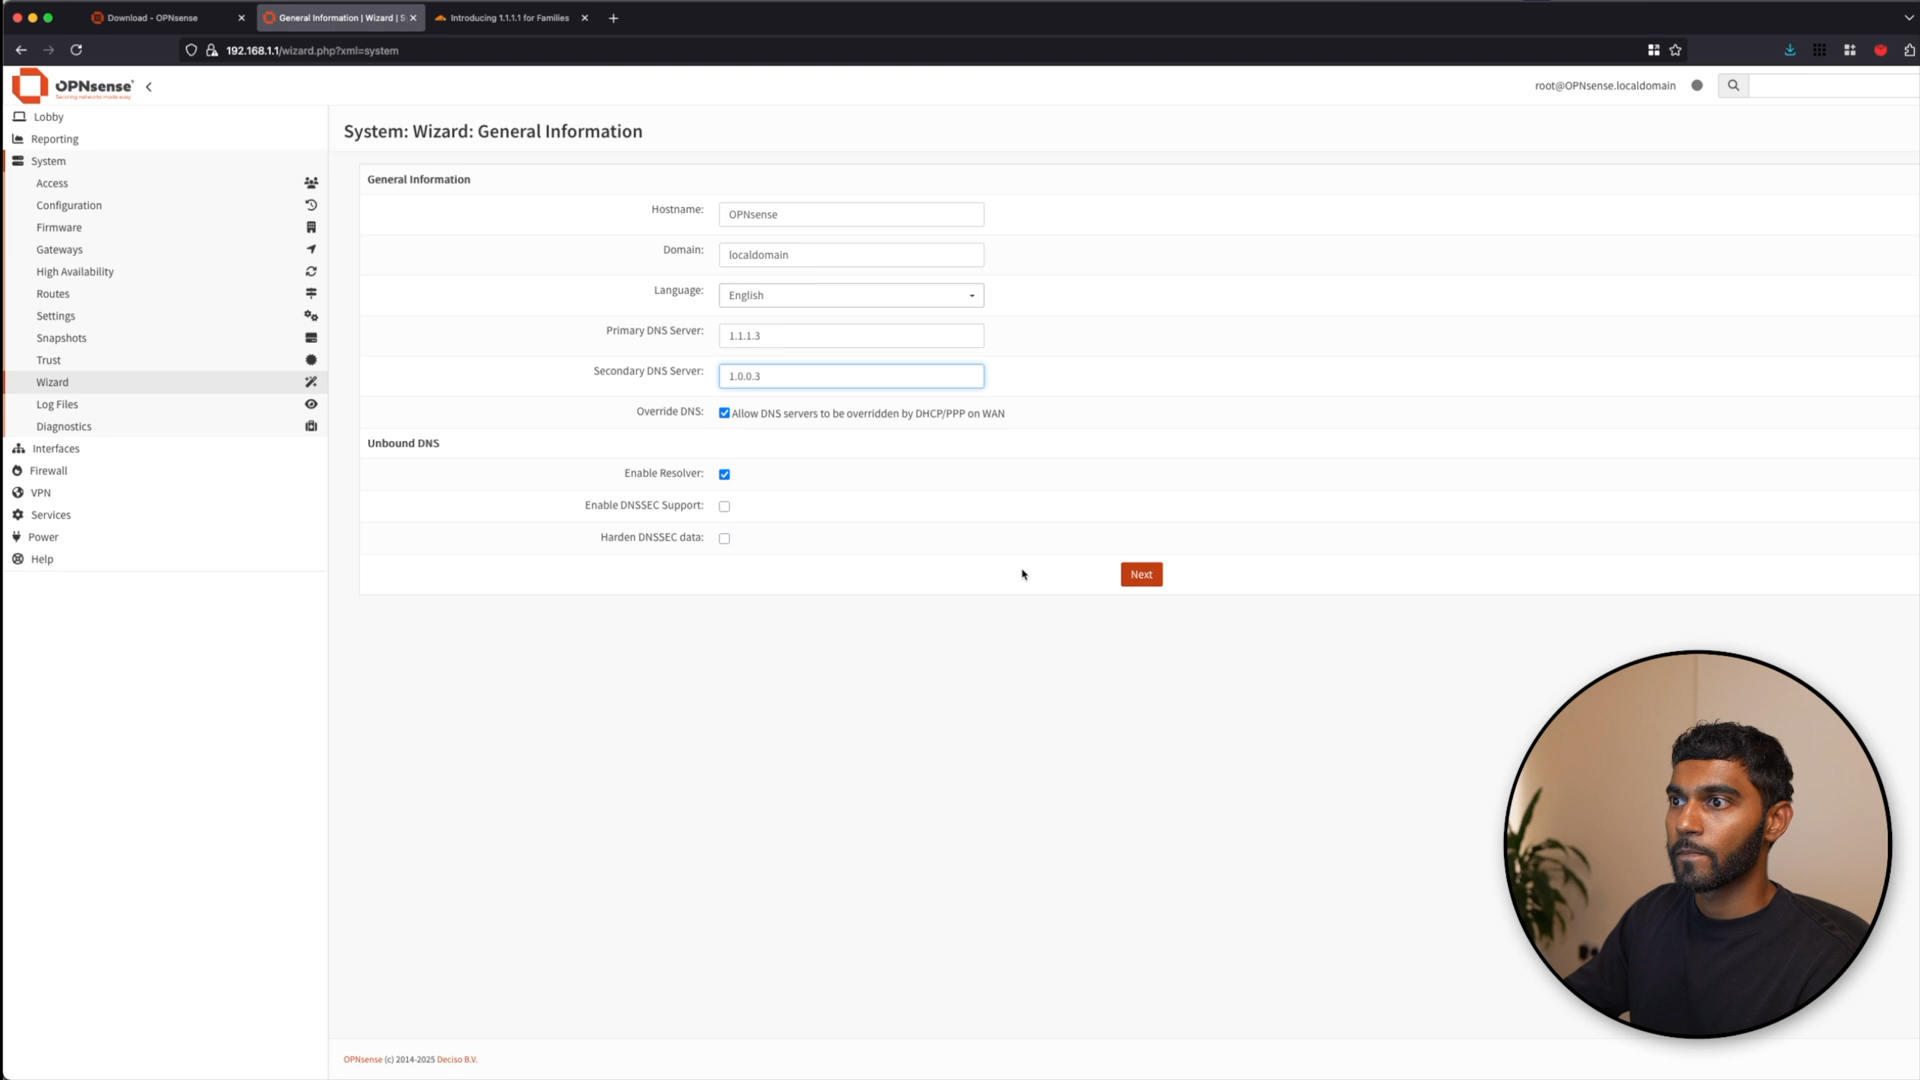 Download - OPNsense
General Information | Wizard | S
Introducing 1.1.1.1 for Families
192.168.1.1/wizard.php?xml=system
OPNsense
Securing networks made easy
root@OPNsense.localdomain
Lobby
Reporting
System
Access
Configuration
Firmware
Gateways
High Availability
Routes
Settings
Snapshots
Trust
Wizard
Log Files
Diagnostics
Interfaces
Firewall
VPN
Services
Power
Help
System: Wizard: General Information
General Information
Hostname: OPNsense
Domain: localdomain
Language: English
Primary DNS Server: 1.1.1.3
Secondary DNS Server: 1.0.0.3
Override DNS: Allow DNS servers to be overridden by DHCP/PPP on WAN
Unbound DNS
Enable Resolver:
Enable DNSSEC Support:
Harden DNSSEC data:
Next
OPNsense (c) 2014-2025 Deciso B.V.